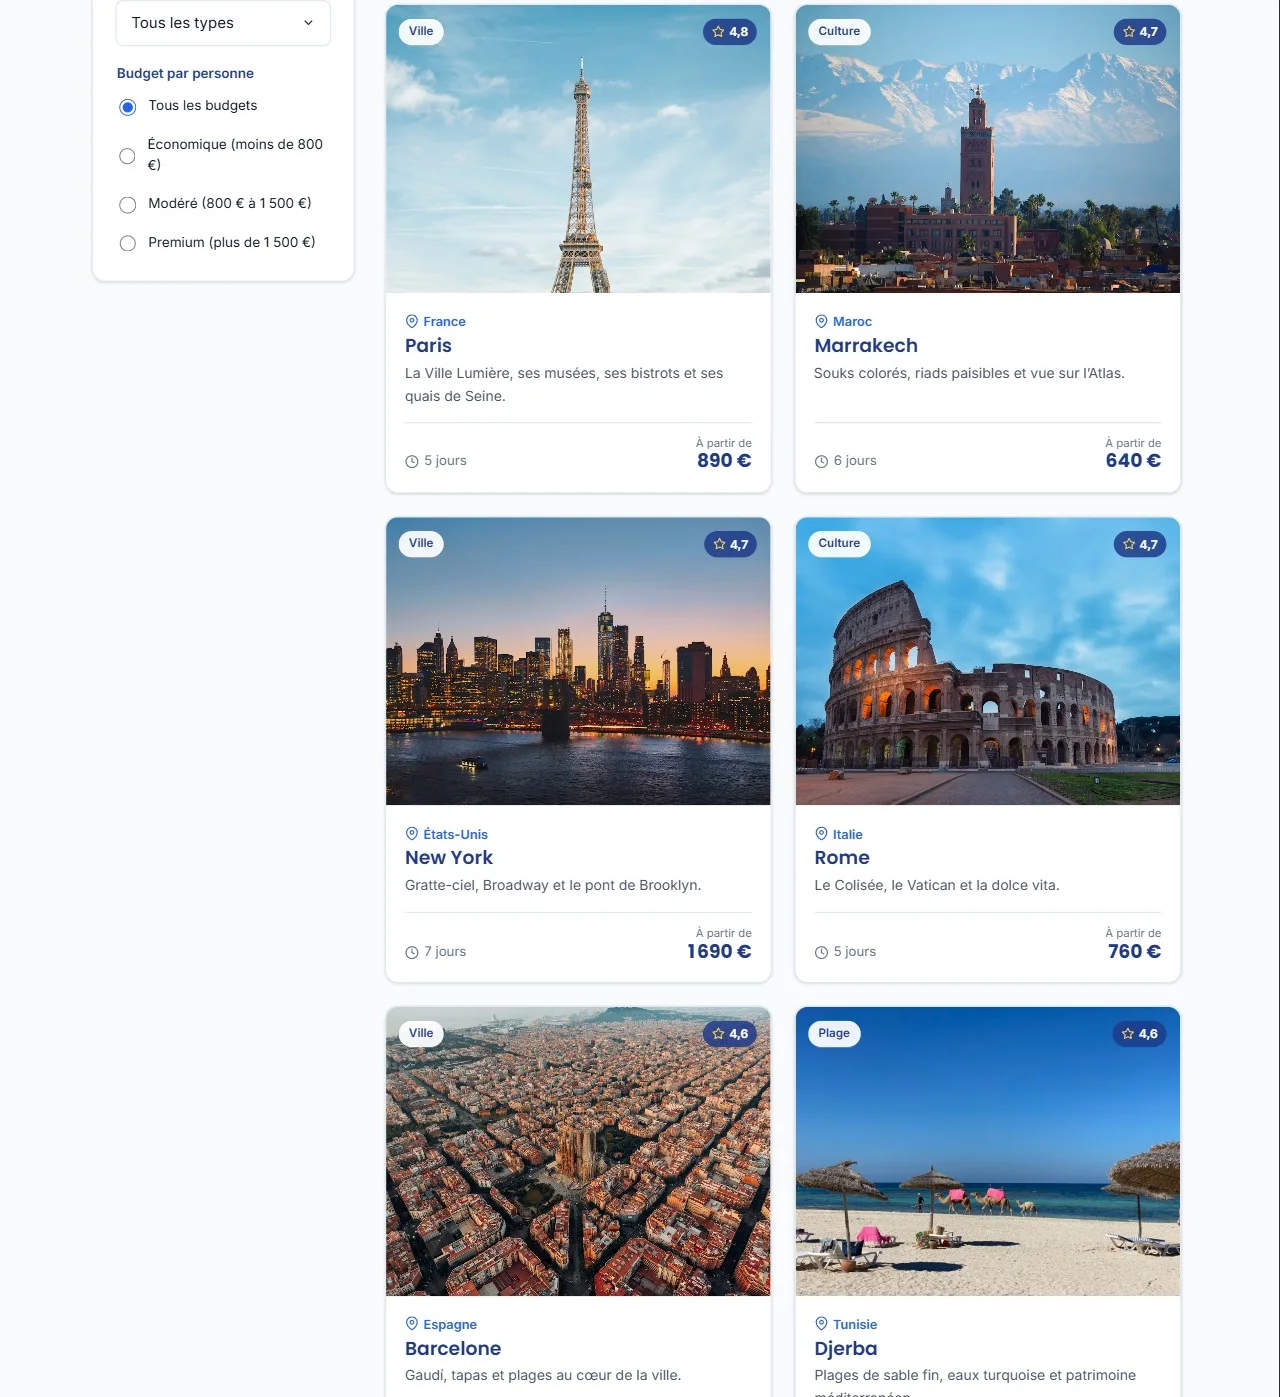 Tous les types
Budget par personne
Tous les budgets
Économique (moins de 800
€)
Modéré (800 € à 1 500 €)
Premium (plus de 1 500 €)
Ville
4,8
France
Paris
La Ville Lumière, ses musées, ses bistrots et ses
quais de Seine.
5 jours
À partir de
890 €
Culture
4,7
Maroc
Marrakech
Souks colorés, riads paisibles et vue sur l'Atlas.
6 jours
À partir de
640 €
Ville
4,7
États-Unis
New York
Gratte-ciel, Broadway et le pont de Brooklyn.
7 jours
À partir de
1 690 €
Culture
4,7
Italie
Rome
Le Colisée, le Vatican et la dolce vita.
5 jours
À partir de
760 €
Ville
4,6
Espagne
Barcelone
Gaudí, tapas et plages au cœur de la ville.
Plage
4,6
Tunisie
Djerba
Plages de sable fin, eaux turquoise et patrimoine